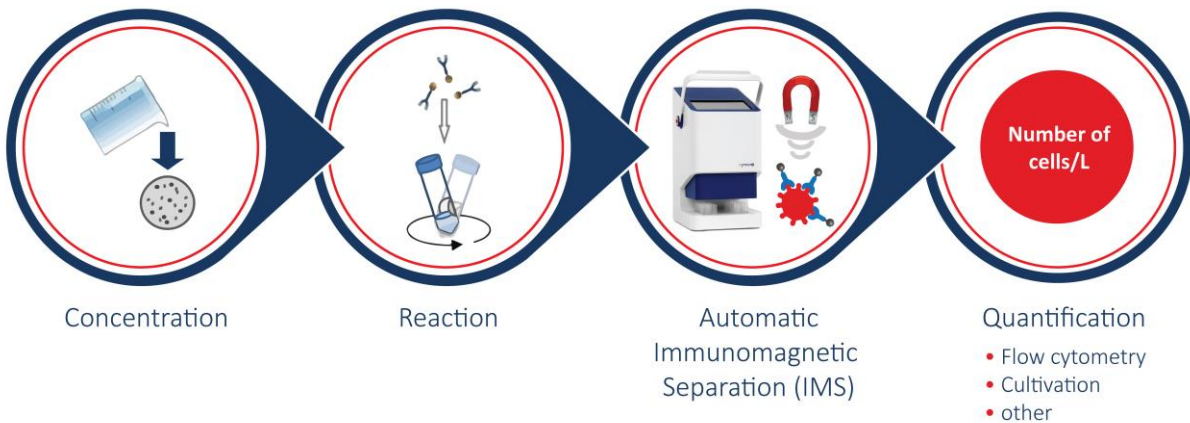 Number of
cells/L
Concentration
Reaction
Automatic
Immunomagnetic
Separation (IMS)
Quantification
• Flow cytometry
• Cultivation
• other